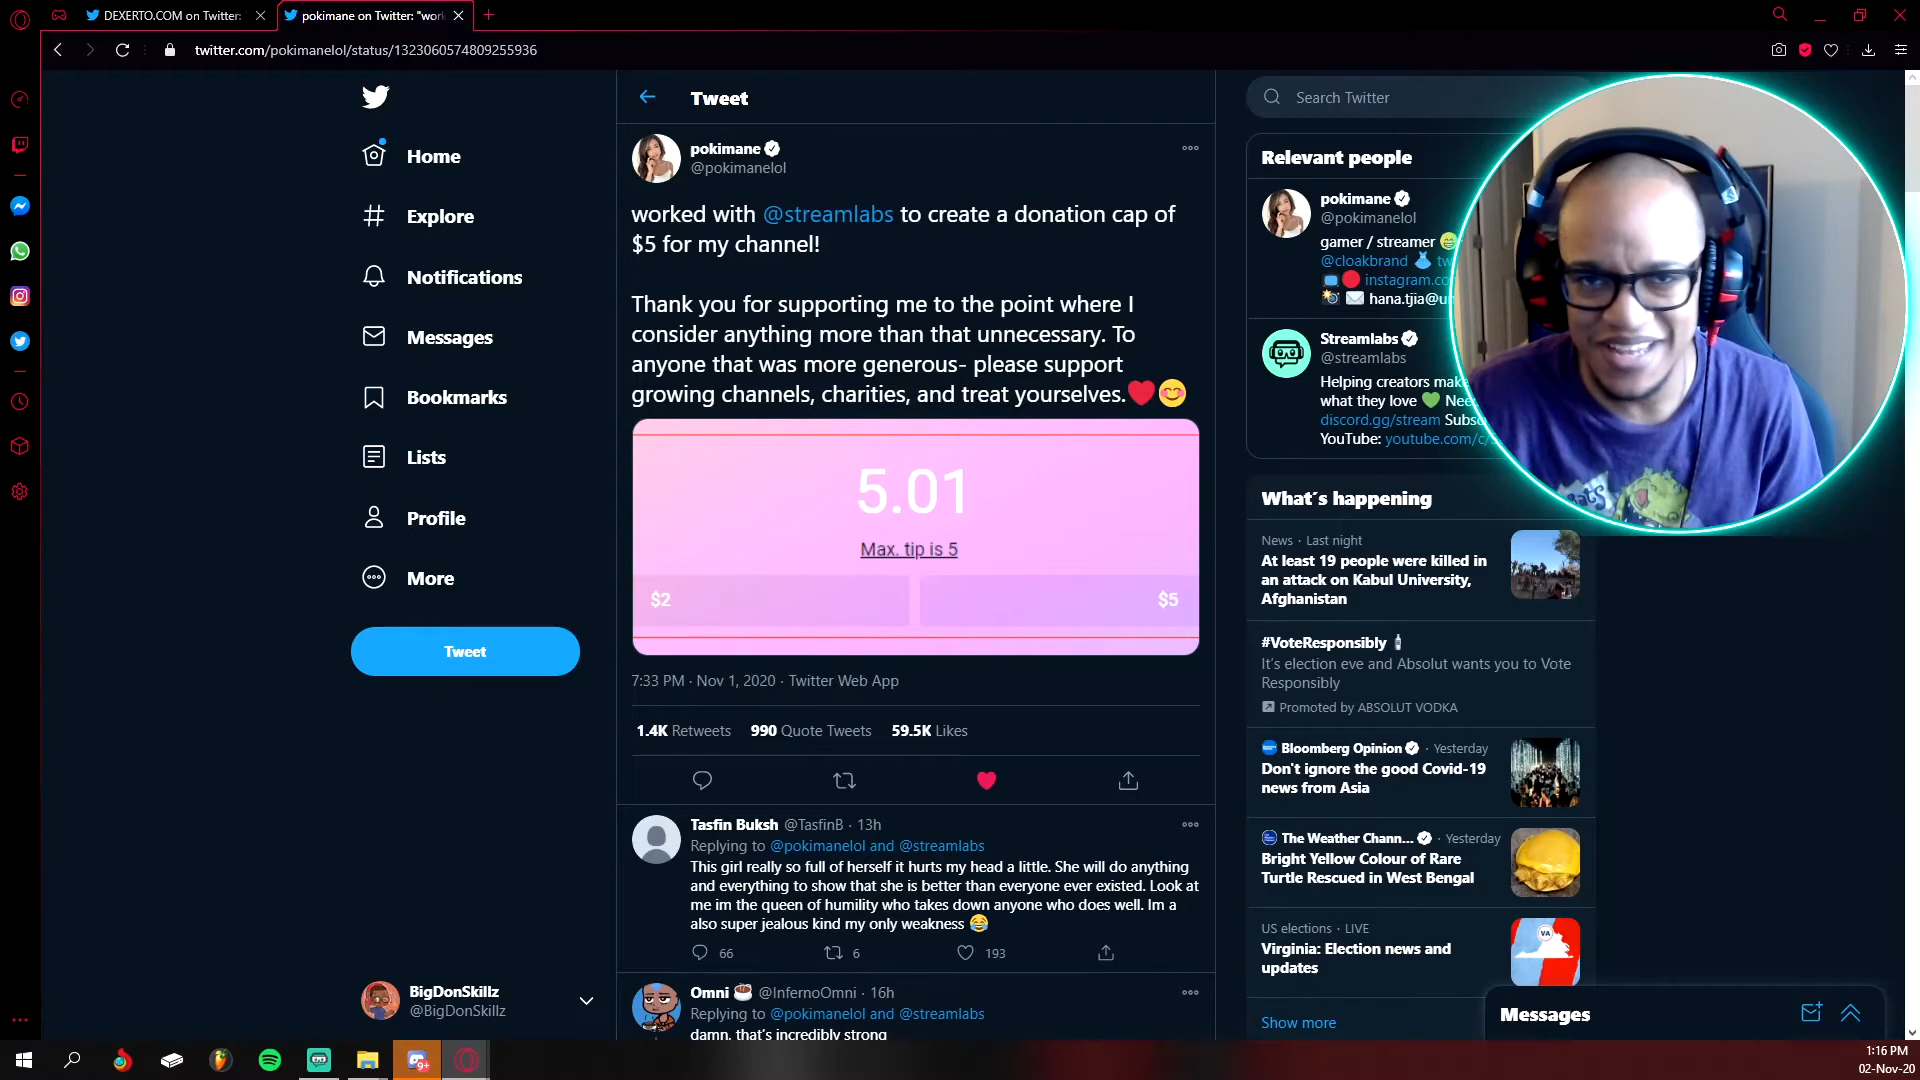 DEXERTO.COM on Twitter:
pokimane on Twitter: "work
twitter.com/pokimanelol/status/1323060574809255936
Home
Explore
Notifications
Messages
Bookmarks
Lists
Profile
More
Tweet
BigDonSkillz
@BigDonSkillz
Tweet
pokimane
@pokimanelol
worked with @streamlabs to create a donation cap of
$5 for my channel!
Thank you for supporting me to the point where I
consider anything more than that unnecessary. To
anyone that was more generous- please support
growing channels, charities, and treat yourselves.❤️😊
5.01
Max. tip is 5
$2
$5
7:33 PM · Nov 1, 2020 · Twitter Web App
1.4K Retweets 990 Quote Tweets 59.5K Likes
Tasfin Buksh @TasfinB · 13h
Replying to @pokimanelol and @streamlabs
This girl really so full of herself it hurts my head a little. She will do anything
and everything to show that she is better than everyone ever existed. Look at
me im the queen of humility who takes down anyone who does well. Im a
also super jealous kind my only weakness 😂
66 6 193
Omni ☕ @InfernoOmni · 16h
Replying to @pokimanelol and @streamlabs
damn, that's incredibly strong
Search Twitter
Relevant people
pokimane
@pokimanelol
gamer / streamer
@cloakbrand 👗 tw
instagram.co
hana.tjia@u
Streamlabs
@streamlabs
Helping creators make
what they love 💚 Nee
discord.gg/stream Subsc
YouTube: youtube.com/c/S
What´s happening
News · Last night
At least 19 people were killed in
an attack on Kabul University,
Afghanistan
#VoteResponsibly
It's election eve and Absolut wants you to Vote
Responsibly
Promoted by ABSOLUT VODKA
Bloomberg Opinion · Yesterday
Don't ignore the good Covid-19
news from Asia
The Weather Chann... · Yesterday
Bright Yellow Colour of Rare
Turtle Rescued in West Bengal
US elections · LIVE
Virginia: Election news and
updates
VA
Show more
Messages
9+
1:16 PM
02-Nov-20